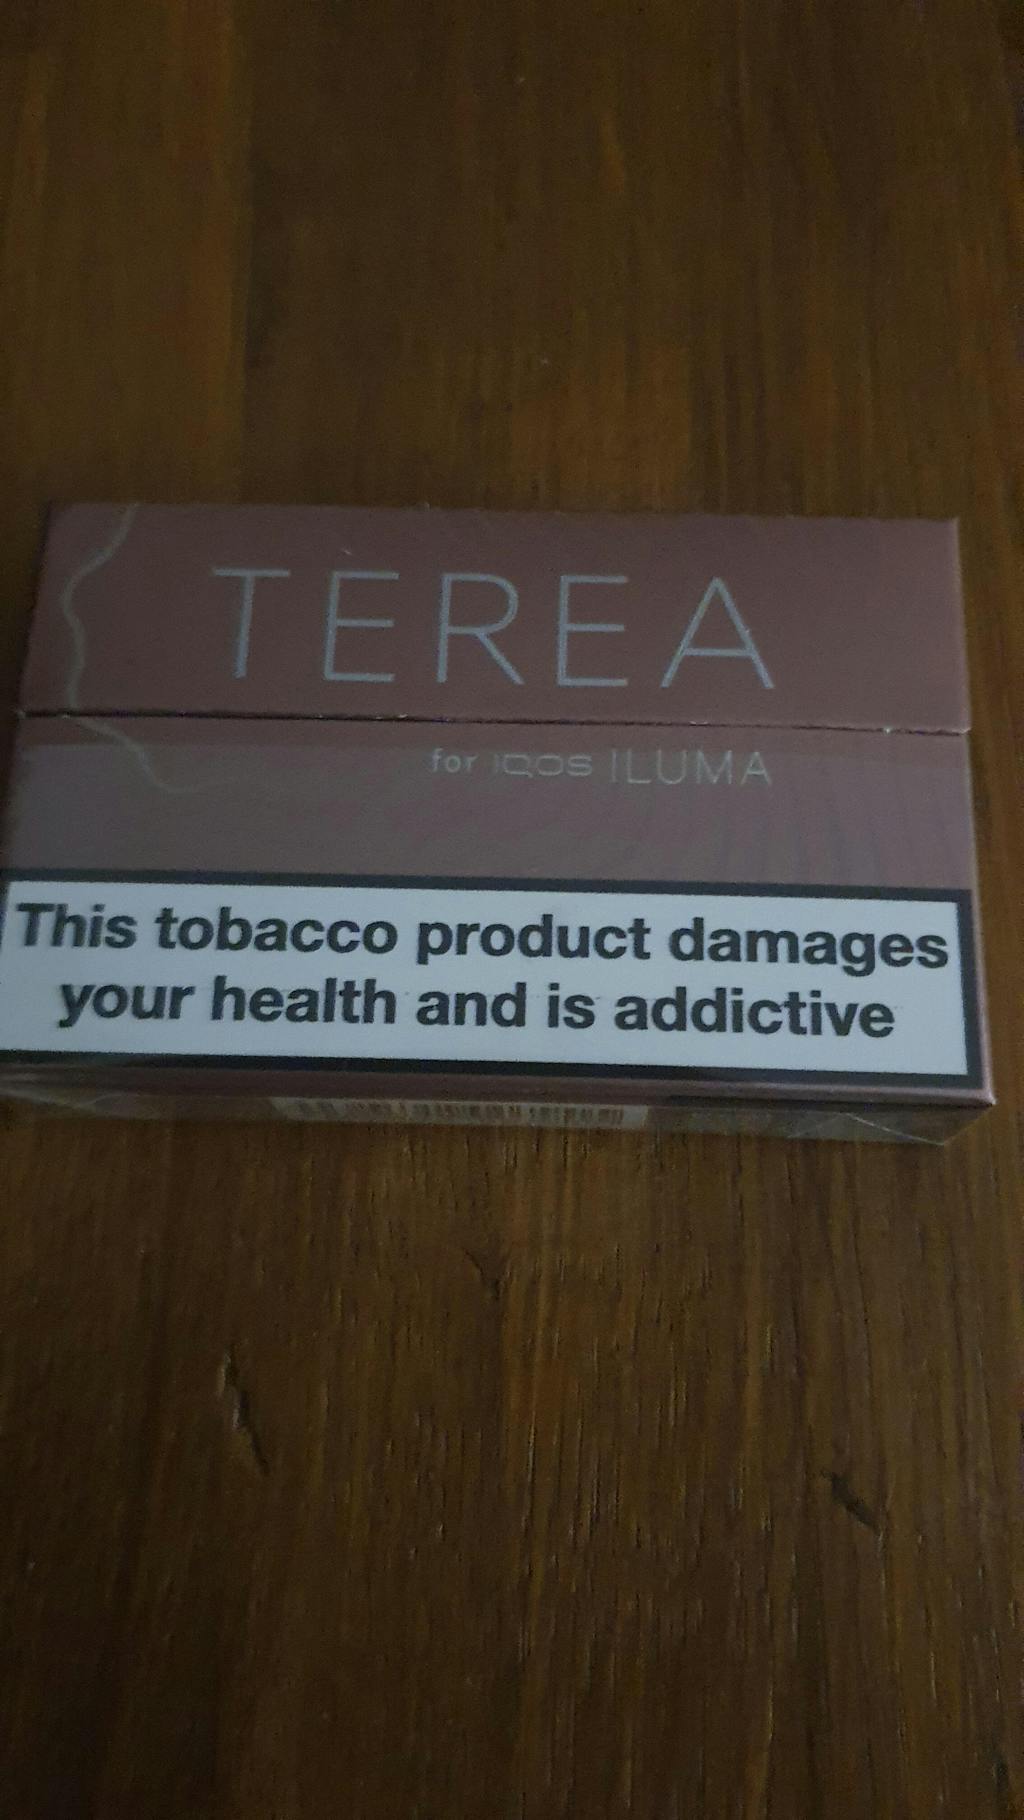 TEREA
for IQOS ILUMA
This tobacco product damages
your health and is addictive